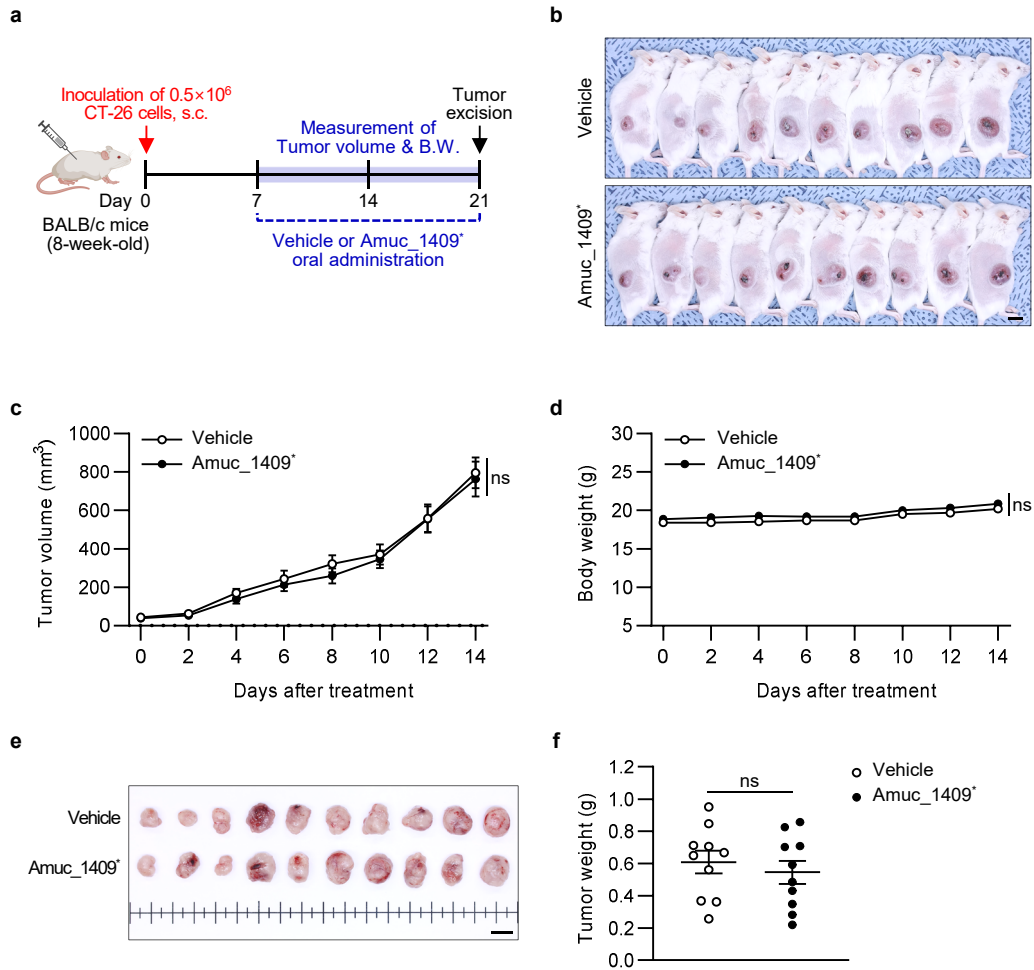 a
Inoculation of 0.5×10⁶
CT-26 cells, s.c.
Measurement of
Tumor volume & B.W.
Tumor
excision
Day 0 7 14 21
BALB/c mice
(8-week-old)
Vehicle or Amuc_1409*
oral administration
b
Vehicle
Amuc_1409*
c
Tumor volume (mm³)
1000
800
600
400
200
0
Vehicle
Amuc_1409*
ns
0 2 4 6 8 10 12 14
Days after treatment
d
Body weight (g)
30
25
20
15
10
5
Vehicle
Amuc_1409*
ns
0 2 4 6 8 10 12 14
Days after treatment
e
Vehicle
Amuc_1409*
f
Tumor weight (g)
1.2
1.0
0.8
0.6
0.4
0.2
0.0
ns
Vehicle
Amuc_1409*